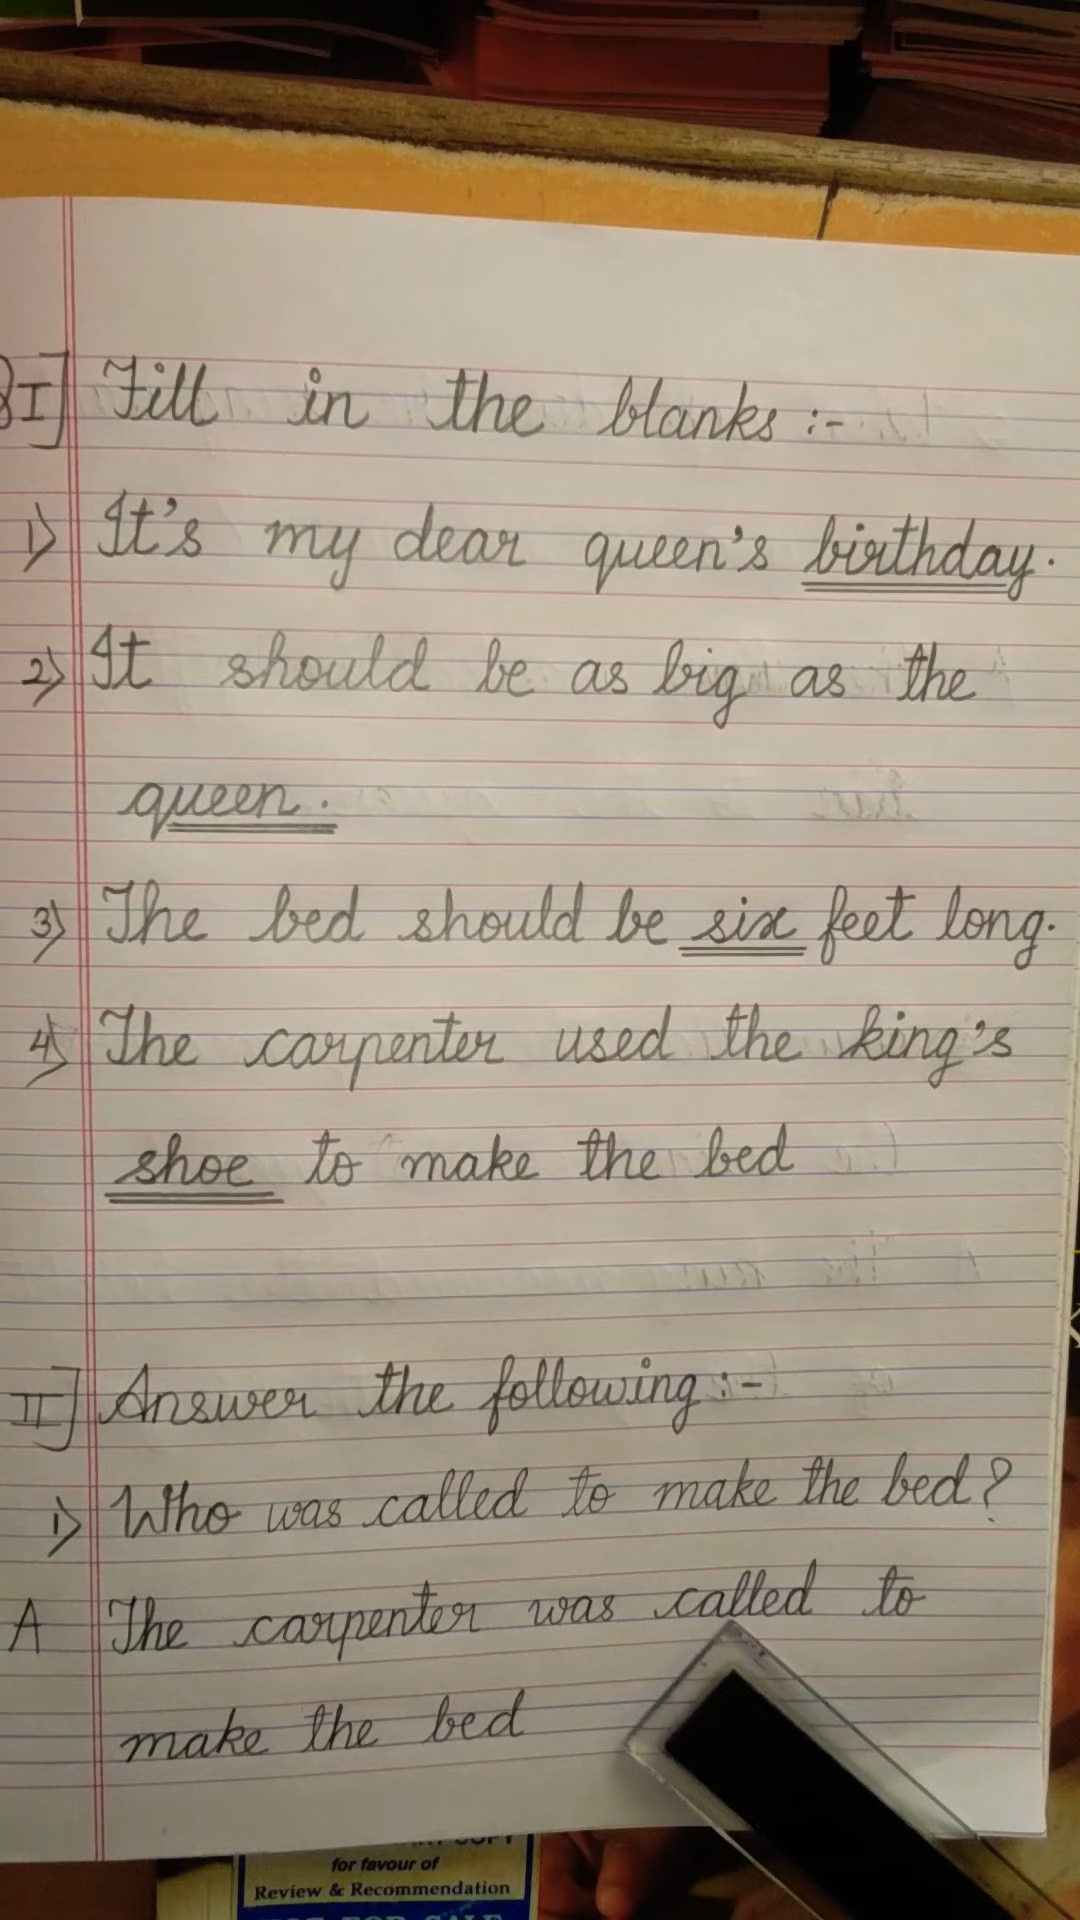 I] Fill in the blanks :-
1) It's my dear queen's birthday.
2) It should be as big as the
queen.
3) The bed should be six feet long.
4) The carpenter used the king's
shoe to make the bed
II] Answer the following :-
1) Who was called to make the bed?
A The carpenter was called to
make the bed
for favour of
Review & Recommendation